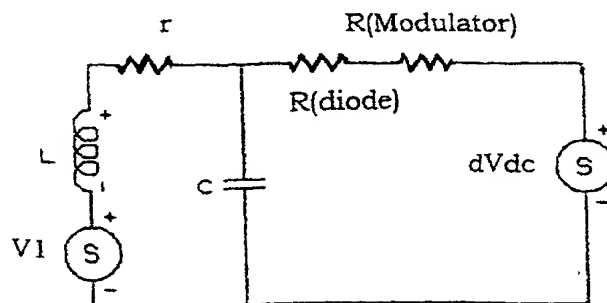 r
R(Modulator)
R(diode)
+
L
-
+
V1
S
-
C
dVdc
+
S
-